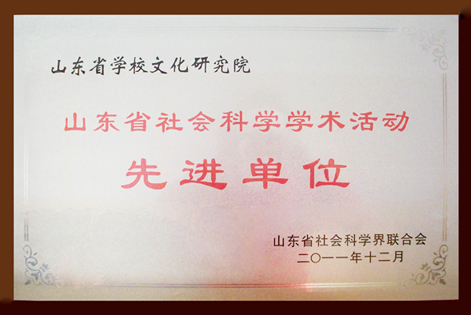 山东省学校文化研究院
山东省社会科学学术活动
先进单位
山东省社会科学界联合会
二〇一一年十二月